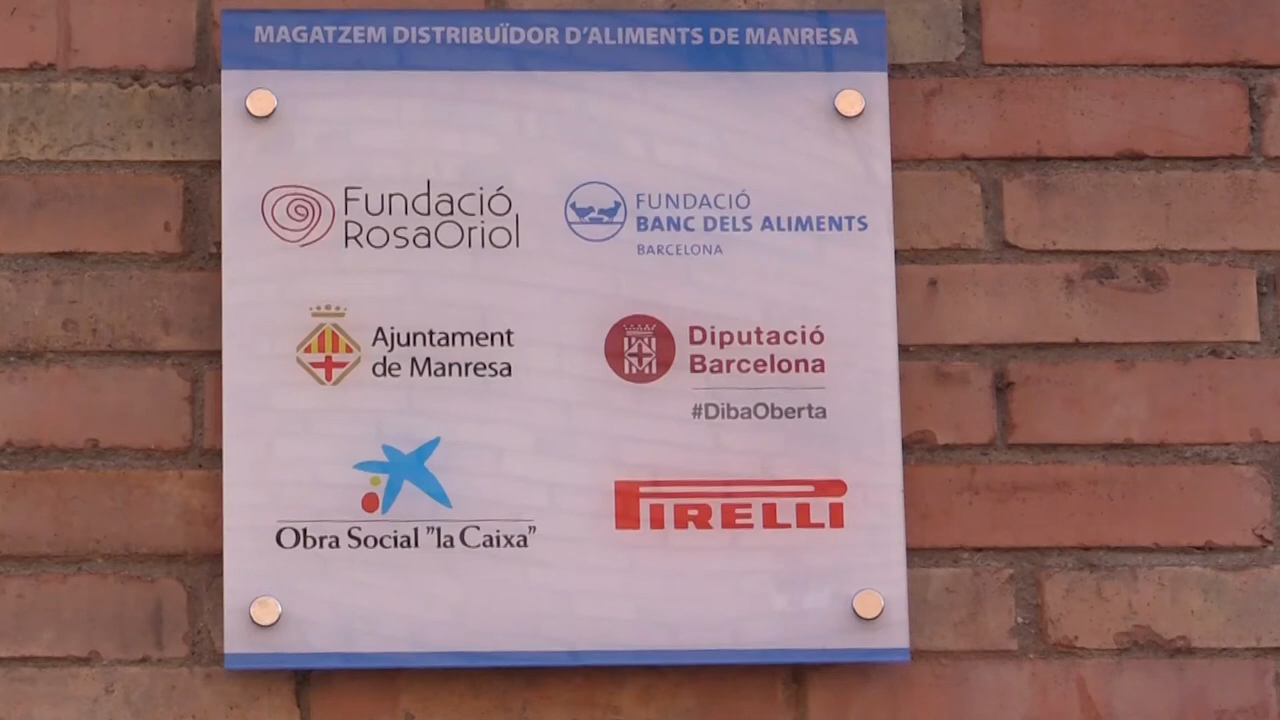 MAGATZEM DISTRIBUÏDOR D'ALIMENTS DE MANRESA
Fundació
RosaOriol
FUNDACIÓ
BANC DELS ALIMENTS
BARCELONA
Ajuntament
de Manresa
Diputació
Barcelona
#DibaOberta
Obra Social "la Caixa"
PIRELLI